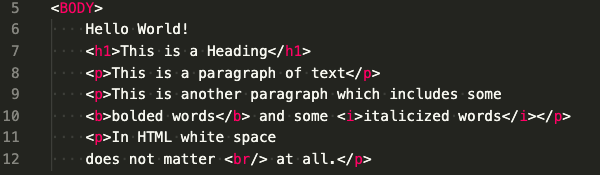 5 <BODY>
6 Hello World!
7 <h1>This is a Heading</h1>
8 <p>This is a paragraph of text</p>
9 <p>This is another paragraph which includes some
10 <b>bolded words</b> and some <i>italicized words</i></p>
11 <p>In HTML white space
12 does not matter <br/> at all.</p>